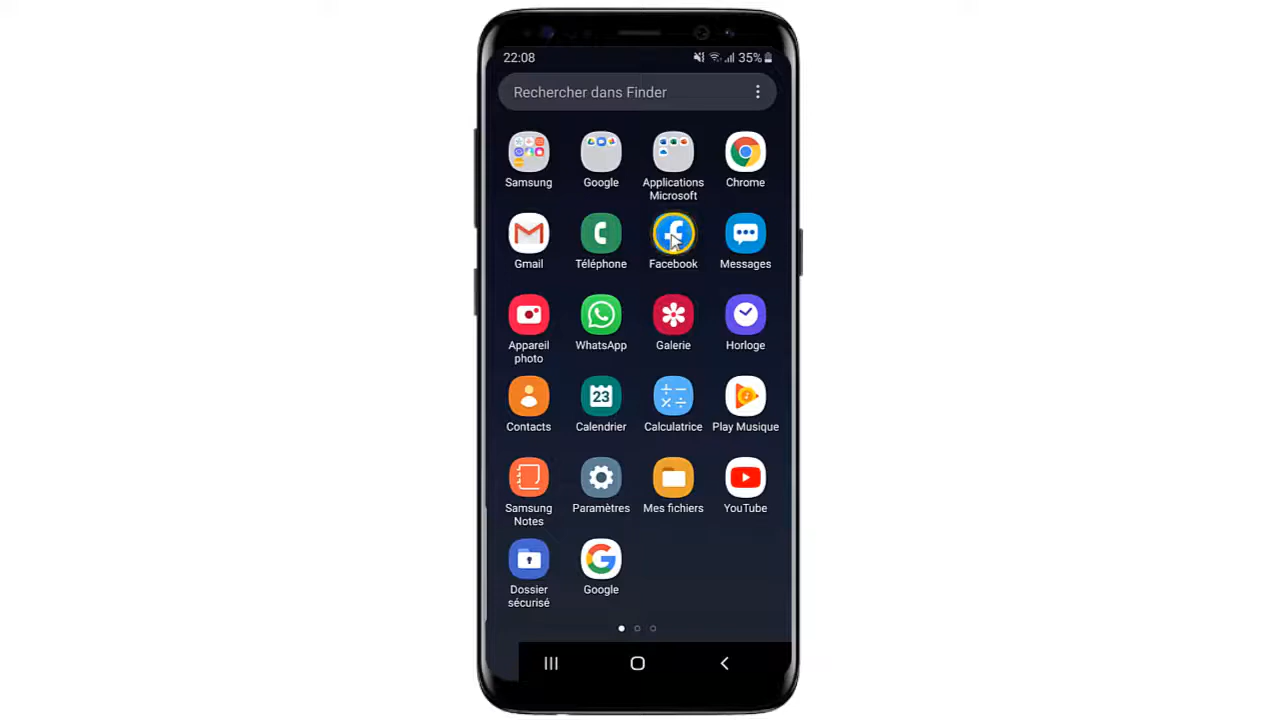 22:08
35%
Rechercher dans Finder
Samsung
Google
Applications
Microsoft
Chrome
Gmail
Téléphone
Facebook
Messages
Appareil
photo
WhatsApp
Galerie
Horloge
Contacts
23
Calendrier
Calculatrice
Play Musique
Samsung
Notes
Paramètres
Mes fichiers
YouTube
Dossier
sécurisé
Google